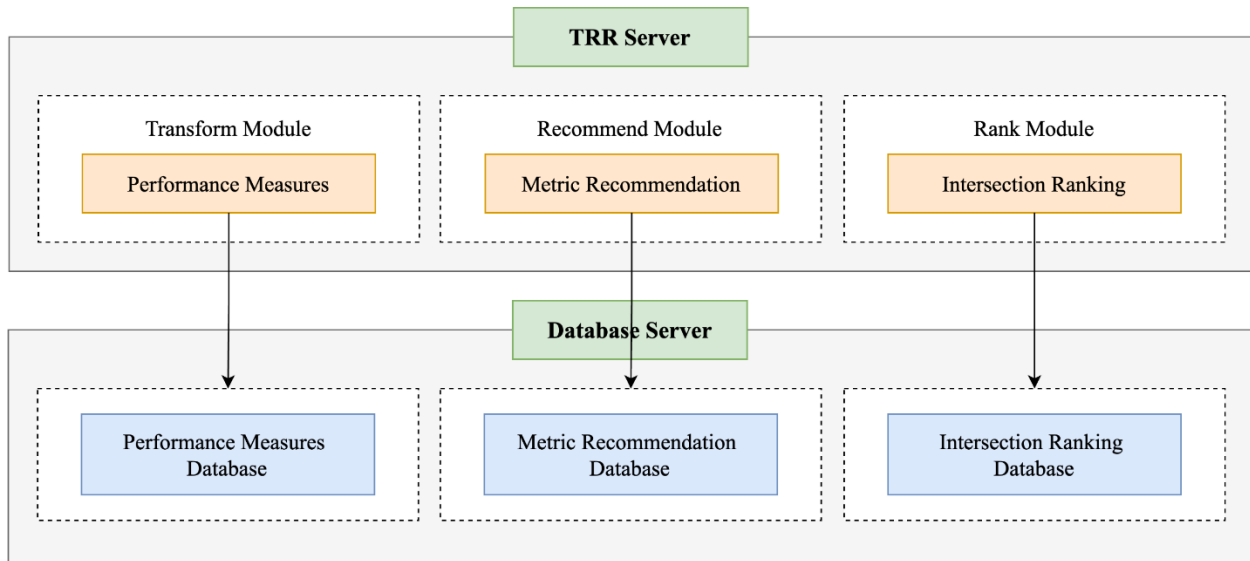 TRR Server
Transform Module
Recommend Module
Rank Module
Performance Measures
Metric Recommendation
Intersection Ranking
Database Server
Performance Measures
Database
Metric Recommendation
Database
Intersection Ranking
Database